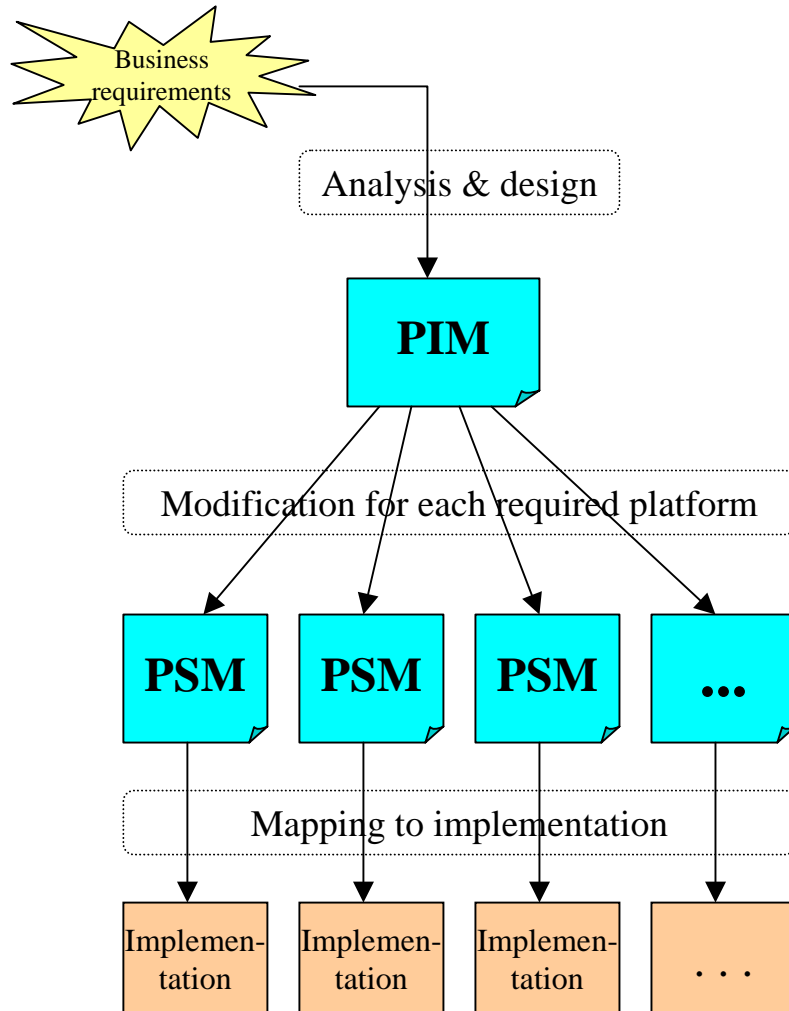 Business
requirements
Analysis & design
PIM
Modification for each required platform
PSM
PSM
PSM
...
Mapping to implementation
Implemen-
tation
Implemen-
tation
Implemen-
tation
. . .